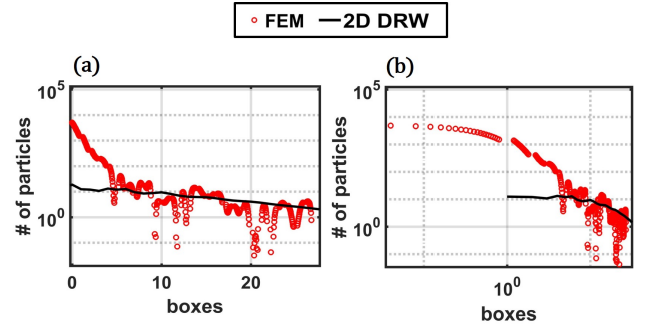 FEM 2D DRW
(a) (b)
# of particles
10^5
10^0
0 10 20
boxes
# of particles
10^5
10^0
10^0
boxes